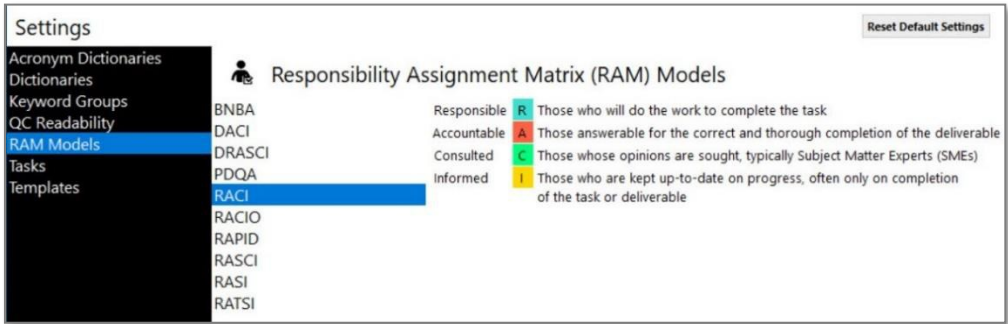 Settings
Reset Default Settings
Acronym Dictionaries
Dictionaries
Keyword Groups
QC Readability
RAM Models
Tasks
Templates
Responsibility Assignment Matrix (RAM) Models
BNBA
DACI
DRASCI
PDQA
RACI
RACIO
RAPID
RASCI
RASI
RATSI
Responsible R Those who will do the work to complete the task
Accountable A Those answerable for the correct and thorough completion of the deliverable
Consulted C Those whose opinions are sought, typically Subject Matter Experts (SMEs)
Informed I Those who are kept up-to-date on progress, often only on completion
of the task or deliverable